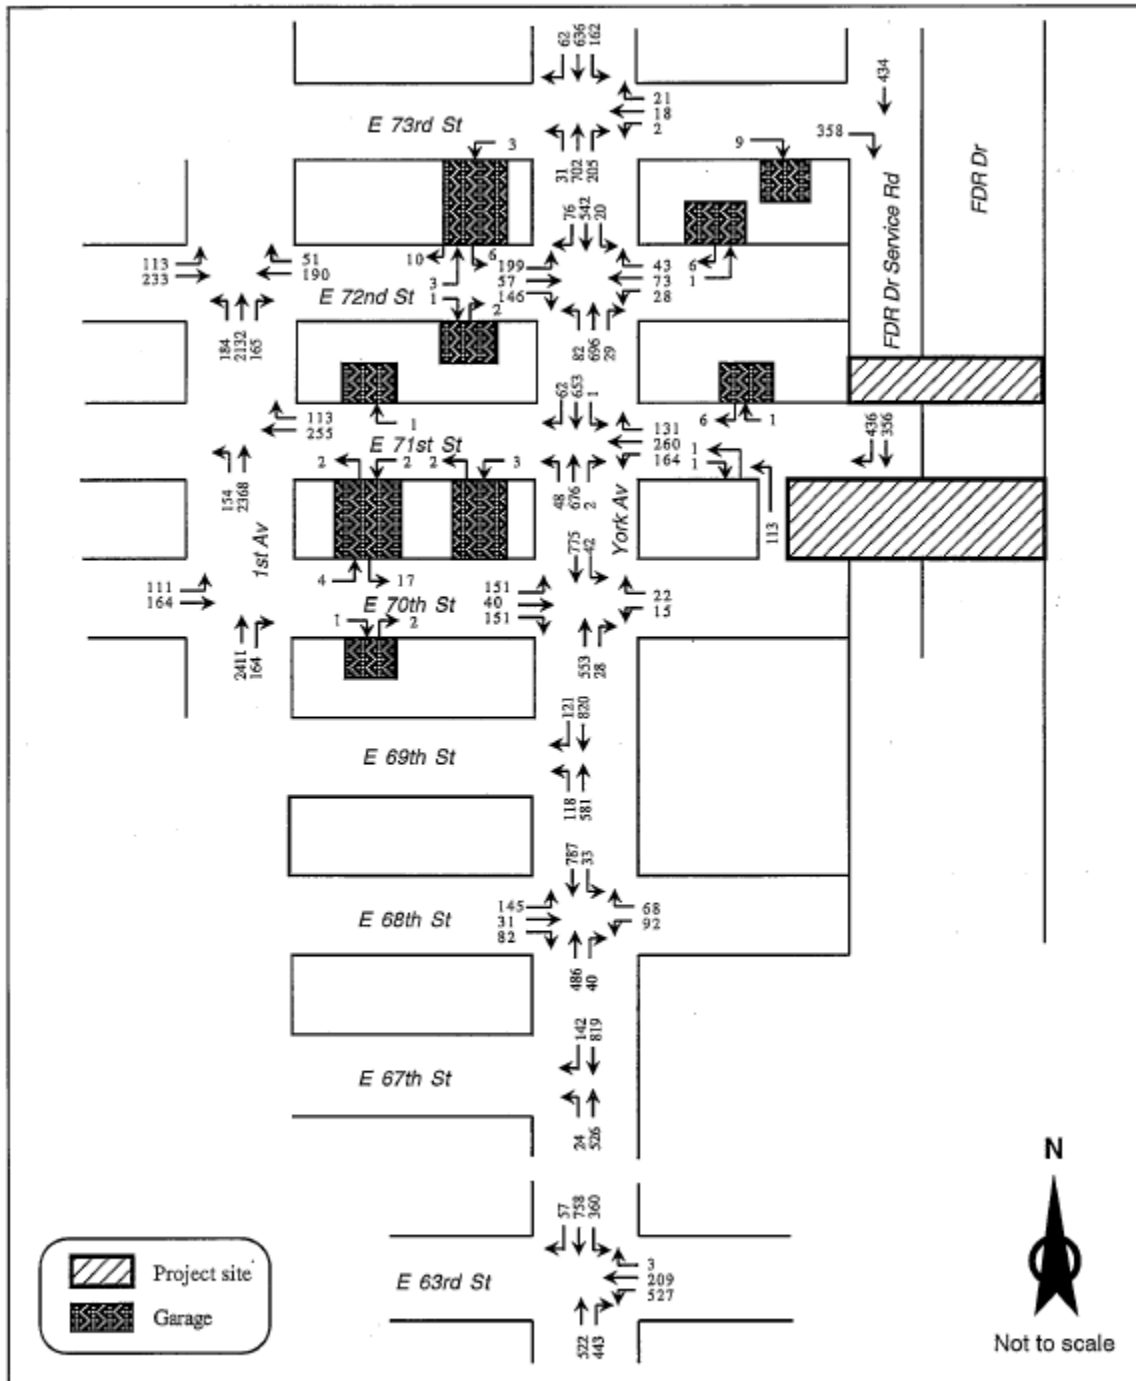 62 636 162
434
21
18
2
E 73rd St
358
3
9
31 702 205
FDR Dr Service Rd
FDR Dr
76 542 20
113
233
51
190
10
6
3
199
57
146
43
73
28
6
1
E 72nd St
1
2
184 2132 165
82 696 29
62 653 1
113
255
1
6
1
131
260
164
436 356
E 71st St
2
2
2
3
1
1
154 2368
48 676 2
York Av
113
1st Av
775 42
111
164
4
17
151
40
151
22
15
E 70th St
1
2
2411 164
553 28
121 820
E 69th St
118 581
787 33
E 68th St
145
31
82
68
92
486 40
142 819
E 67th St
24 526
N
57 758 360
E 63rd St
3
209
527
522 443
Project site
Garage
Not to scale